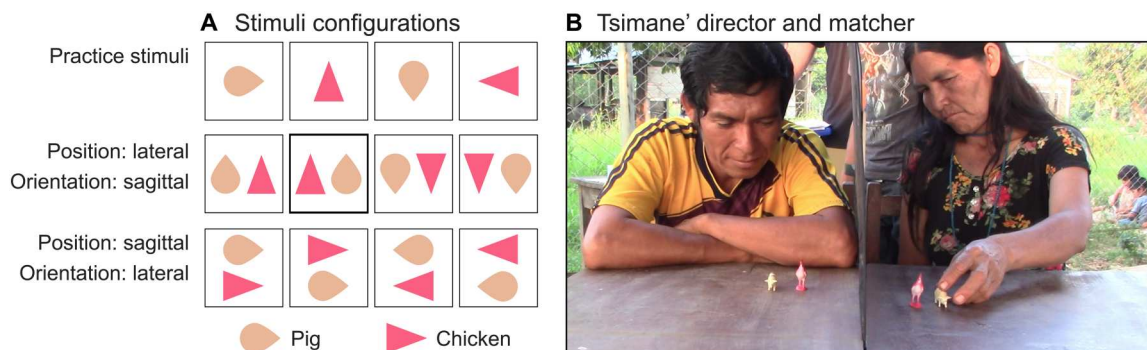 A Stimuli configurations
Practice stimuli
Position: lateral
Orientation: sagittal
Position: sagittal
Orientation: lateral
Pig
Chicken
B Tsimane’ director and matcher